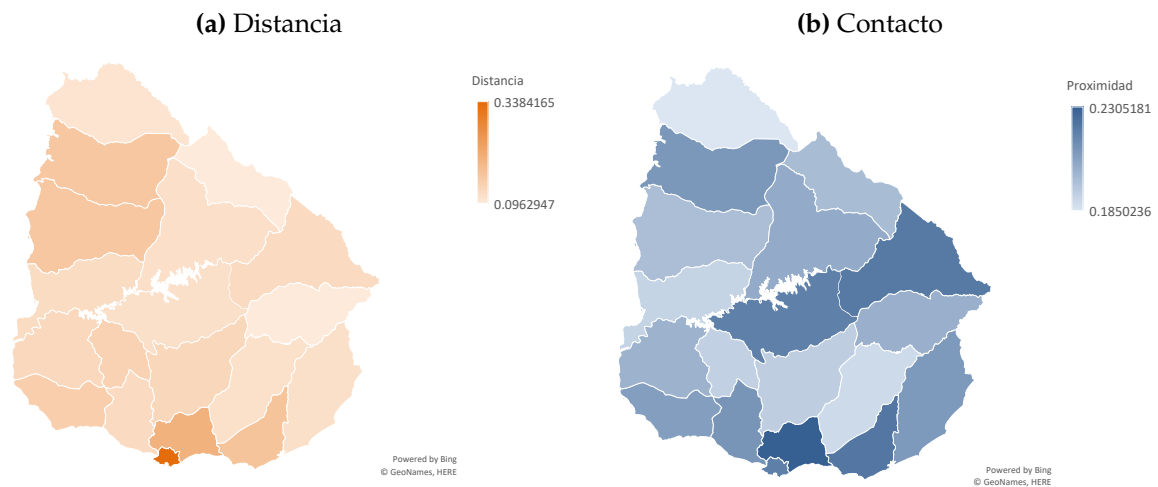 (a) Distancia
Distancia
0.3384165
0.0962947
Powered by Bing
© GeoNames, HERE
(b) Contacto
Proximidad
0.2305181
0.1850236
Powered by Bing
© GeoNames, HERE